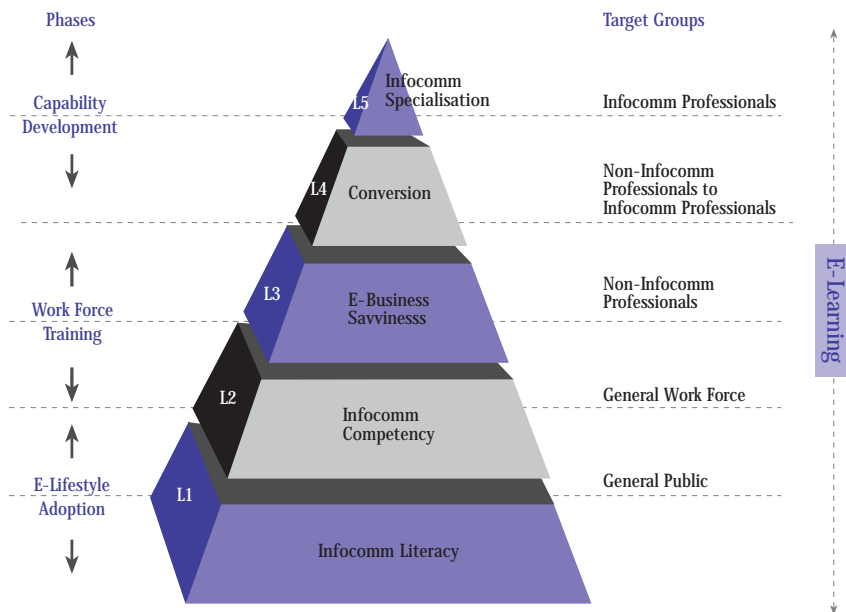 Phases
Target Groups
Infocomm
Specialisation
L5
Capability
Development
Infocomm Professionals
L4
Conversion
Non-Infocomm
Professionals to
Infocomm Professionals
L3
E-Business
Savvinesss
Non-Infocomm
Professionals
Work Force
Training
E-Learning
L2
Infocomm
Competency
General Work Force
E-Lifestyle
Adoption
L1
General Public
Infocomm Literacy